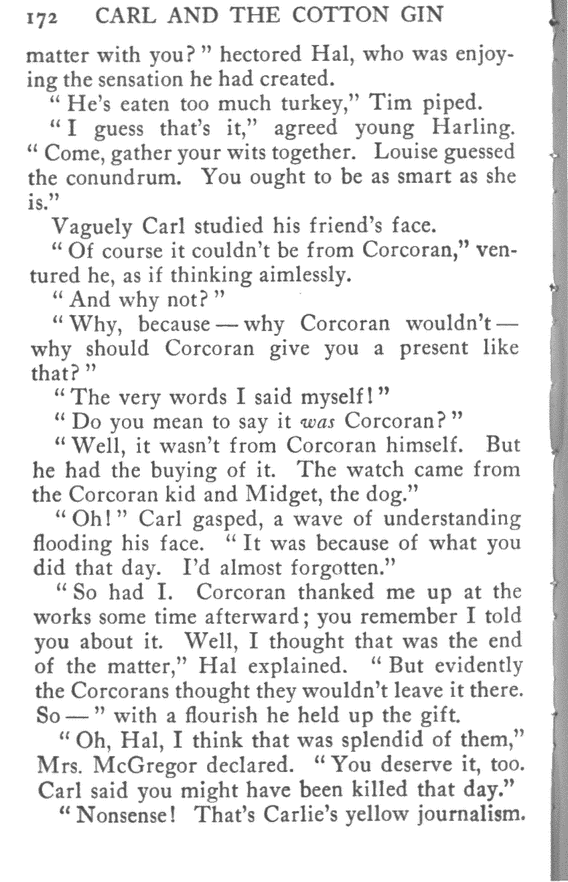 172 CARL AND THE COTTON GIN
matter with you? " hectored Hal, who was enjoy-
ing the sensation he had created.
" He's eaten too much turkey," Tim piped.
" I guess that's it," agreed young Harling.
" Come, gather your wits together. Louise guessed
the conundrum. You ought to be as smart as she
is."
Vaguely Carl studied his friend's face.
" Of course it couldn't be from Corcoran," ven-
tured he, as if thinking aimlessly.
" And why not? "
" Why, because — why Corcoran wouldn't —
why should Corcoran give you a present like
that? "
" The very words I said myself! "
" Do you mean to say it was Corcoran? "
" Well, it wasn't from Corcoran himself. But
he had the buying of it. The watch came from
the Corcoran kid and Midget, the dog."
" Oh! " Carl gasped, a wave of understanding
flooding his face. " It was because of what you
did that day. I'd almost forgotten."
" So had I. Corcoran thanked me up at the
works some time afterward; you remember I told
you about it. Well, I thought that was the end
of the matter," Hal explained. " But evidently
the Corcorans thought they wouldn't leave it there.
So — " with a flourish he held up the gift.
" Oh, Hal, I think that was splendid of them,"
Mrs. McGregor declared. " You deserve it, too.
Carl said you might have been killed that day."
" Nonsense! That's Carlie's yellow journalism.